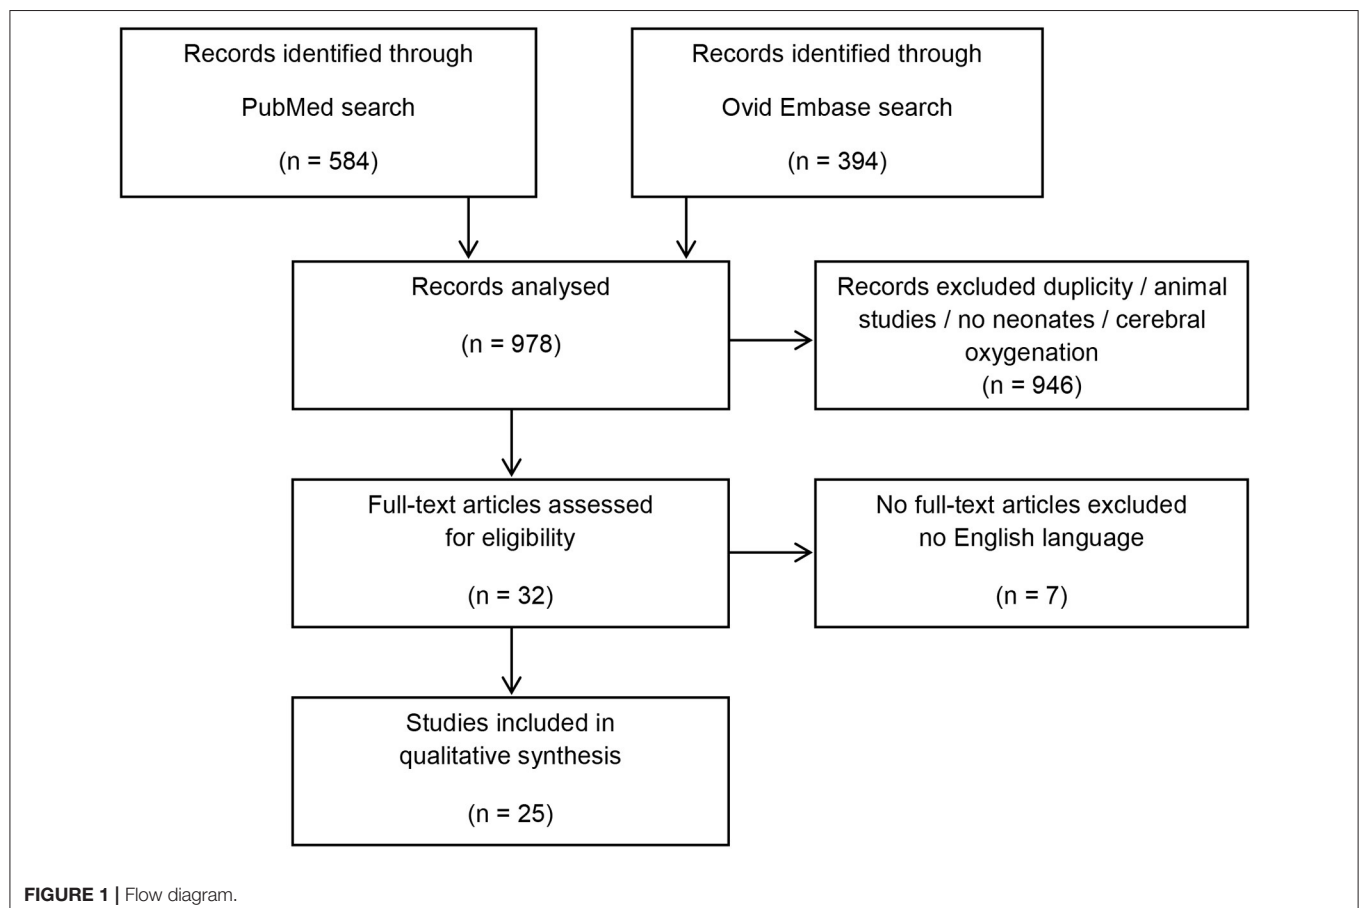 Records identified through
PubMed search
(n = 584)
Records identified through
Ovid Embase search
(n = 394)
Records analysed
(n = 978)
Records excluded duplicity / animal
studies / no neonates / cerebral
oxygenation
(n = 946)
Full-text articles assessed
for eligibility
(n = 32)
No full-text articles excluded
no English language
(n = 7)
Studies included in
qualitative synthesis
(n = 25)
FIGURE 1 | Flow diagram.